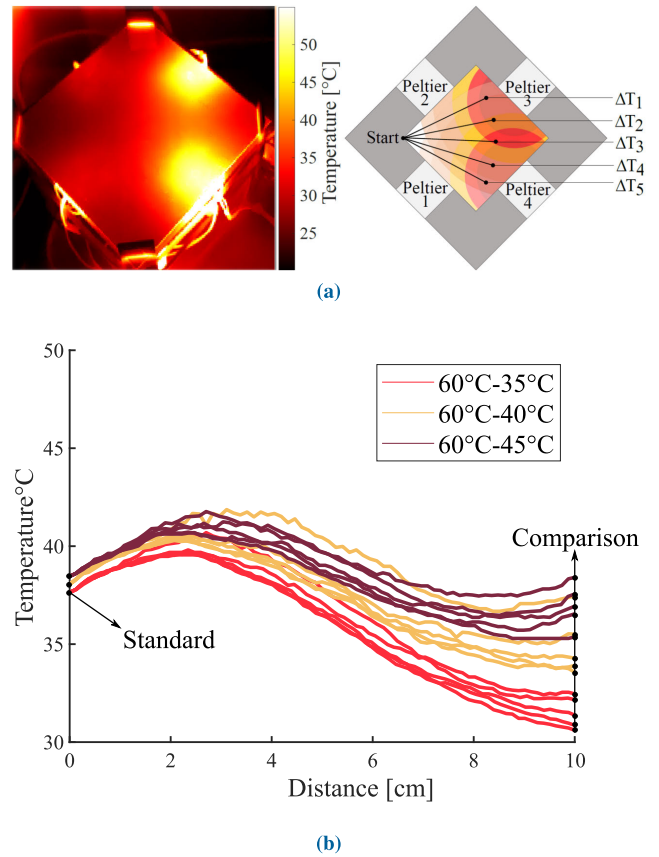 50
45
40
35
30
25
Temperature [°C]
Peltier
2
Peltier
3
Start
Peltier
1
Peltier
4
ΔT1
ΔT2
ΔT3
ΔT4
ΔT5
(a)
50
45
40
35
30
Temperature°C
60°C-35°C
60°C-40°C
60°C-45°C
Comparison
Standard
0 2 4 6 8 10
Distance [cm]
(b)